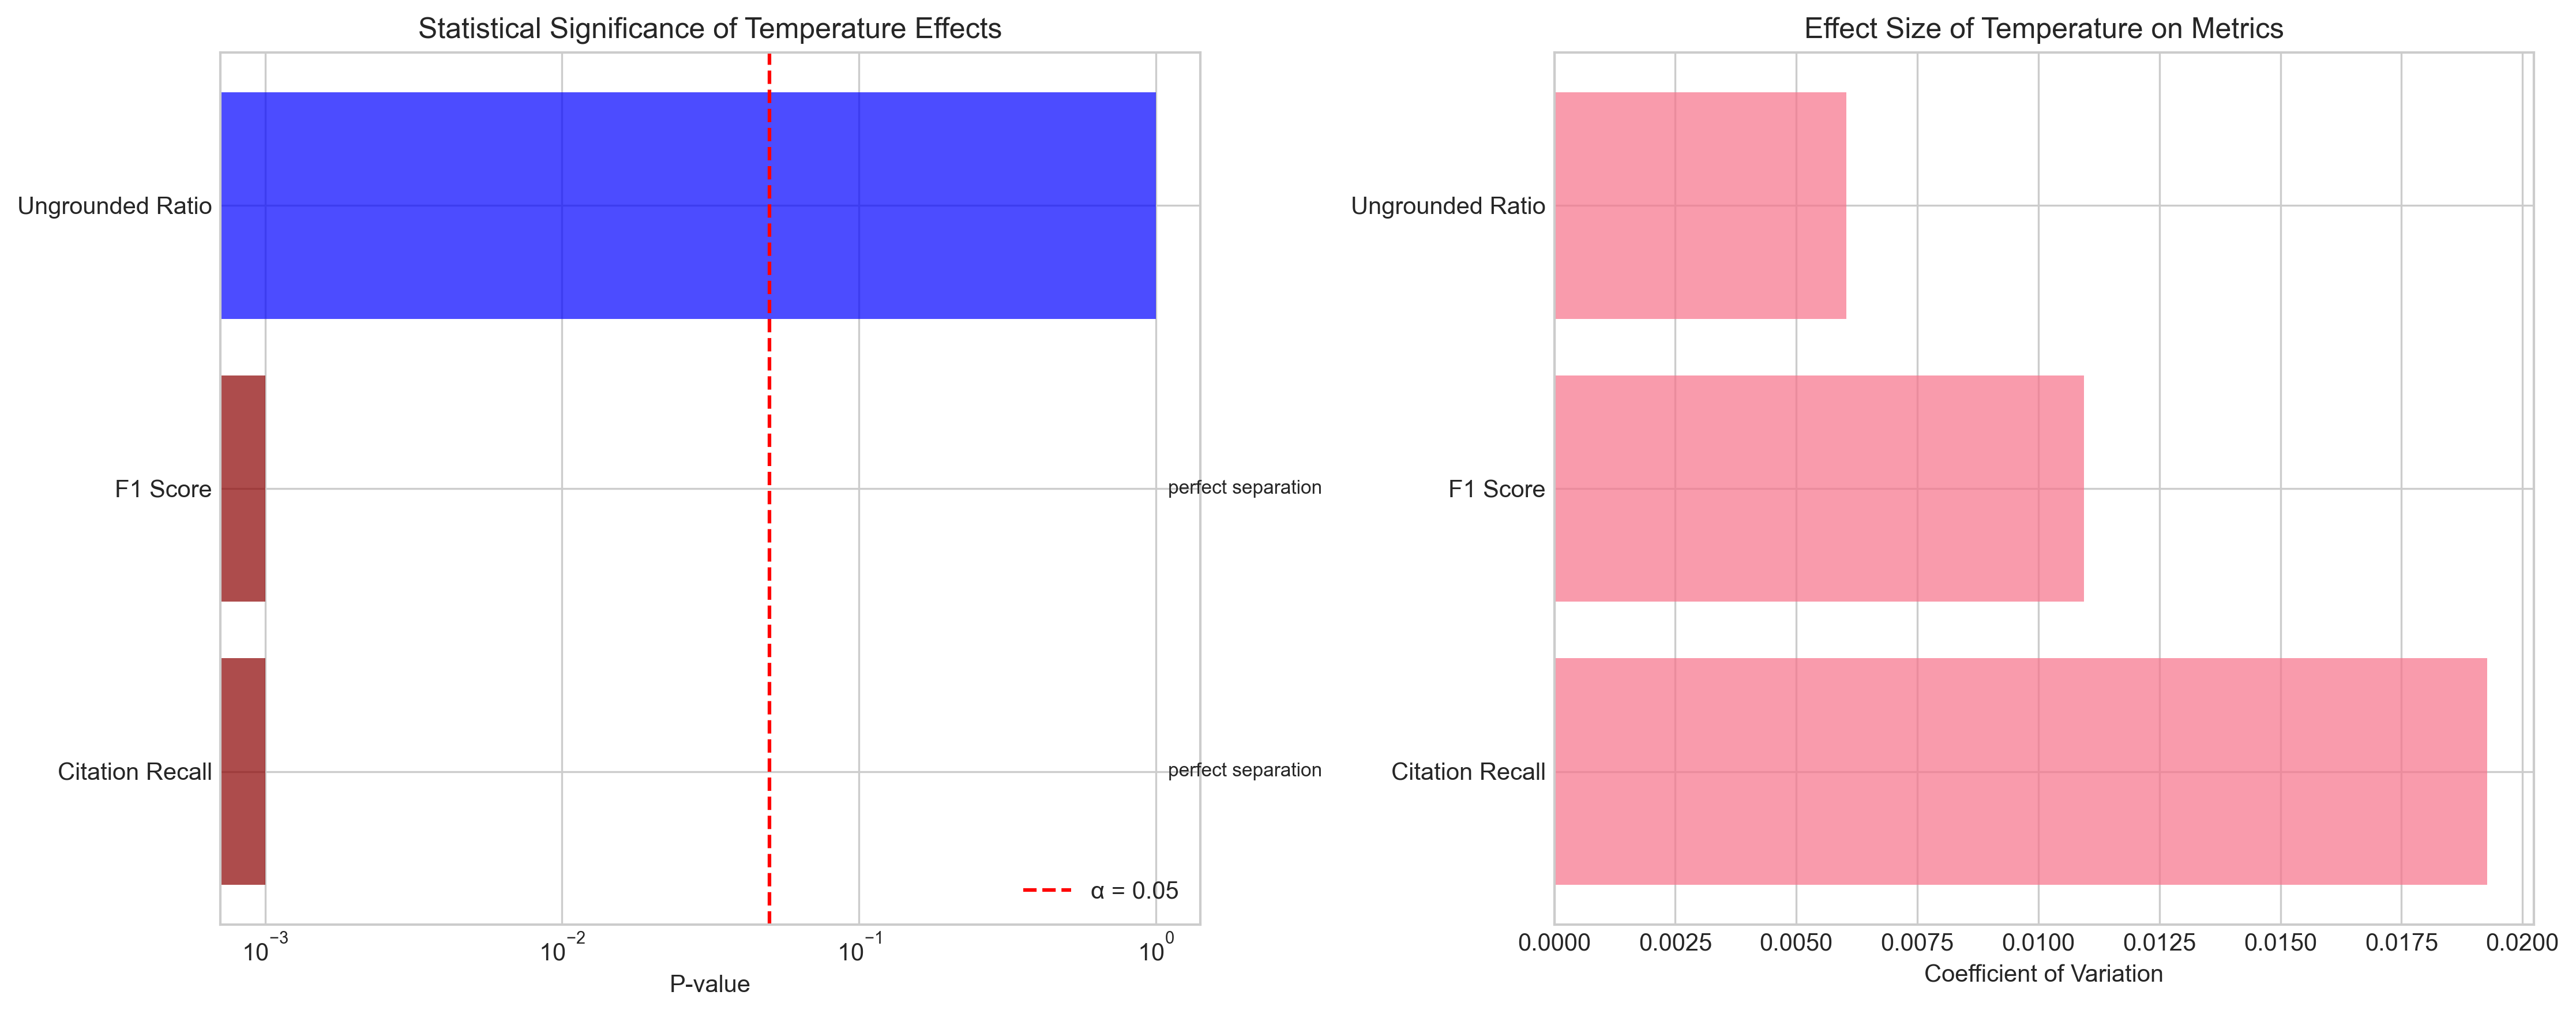 Statistical Significance of Temperature Effects
Ungrounded Ratio
F1 Score
Citation Recall
perfect separation
perfect separation
α = 0.05
10⁻³ 10⁻² 10⁻¹ 10⁰
P-value
Effect Size of Temperature on Metrics
Ungrounded Ratio
F1 Score
Citation Recall
0.0000 0.0025 0.0050 0.0075 0.0100 0.0125 0.0150 0.0175 0.0200
Coefficient of Variation